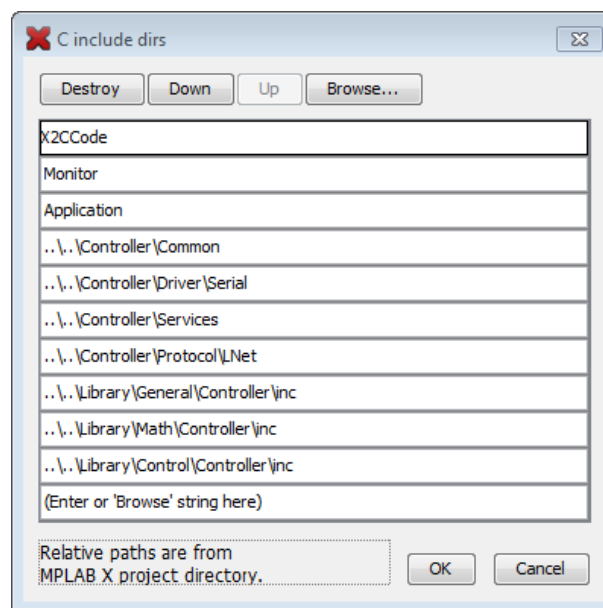 C include dirs
Destroy Down Up Browse...
X2CCode
Monitor
Application
..\..\Controller\Common
..\..\Controller\Driver\Serial
..\..\Controller\Services
..\..\Controller\Protocol\LNet
..\..\Library\General\Controller\inc
..\..\Library\Math\Controller\inc
..\..\Library\Control\Controller\inc
(Enter or 'Browse' string here)
Relative paths are from
MPLAB X project directory.
OK Cancel